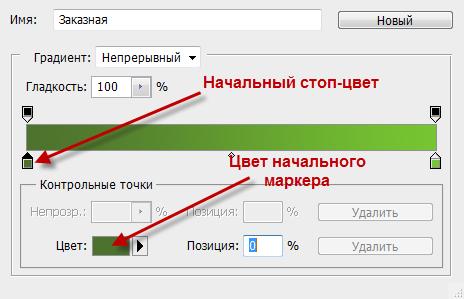 Имя: Заказная Новый
Градиент: Непрерывный
Гладкость: 100 %
Начальный стоп-цвет
Цвет начального
маркера
Контрольные точки
Непрозр.: % Позиция: % Удалить
Цвет: Позиция: 0 % Удалить